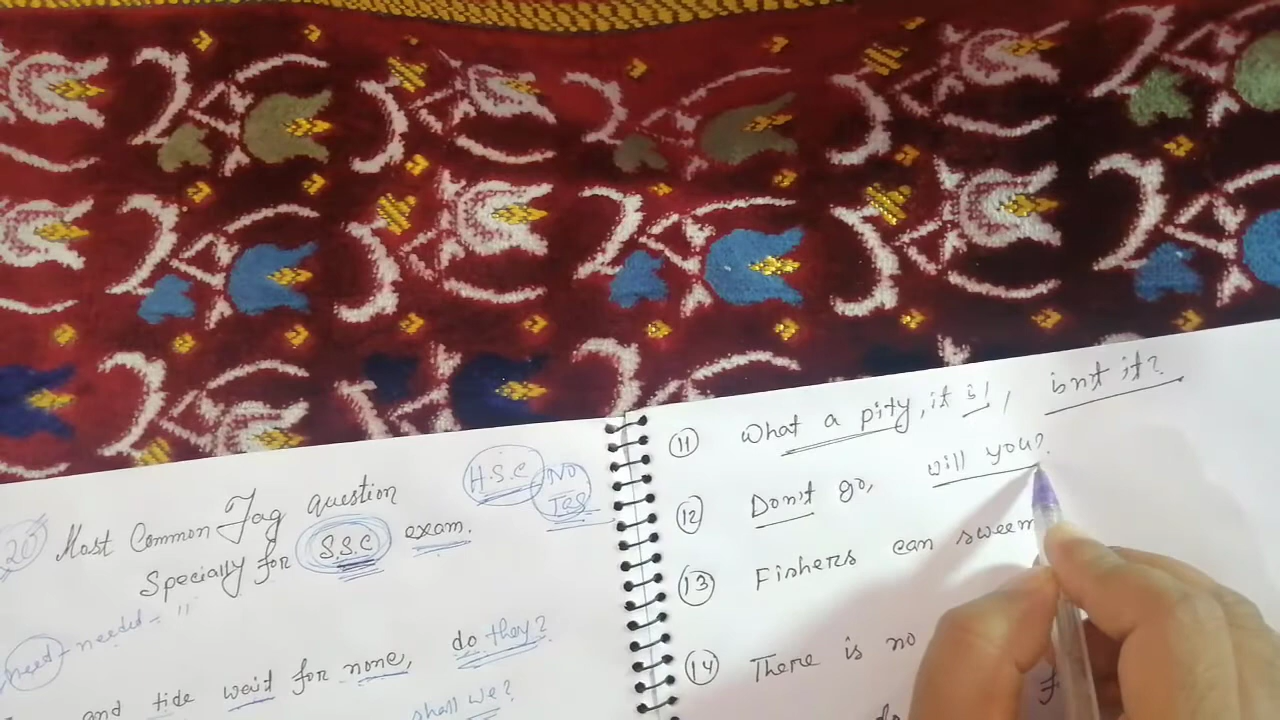 20 Most Common Tag question
H.S.C NO Tag
Specially for S.S.C exam.
need - needed - "
and tide wait for none, do they?
shall we?
11 What a pity, it is!, isn't it?
12 Don't go, will you?
13 Fishers can sweem
14 There is no